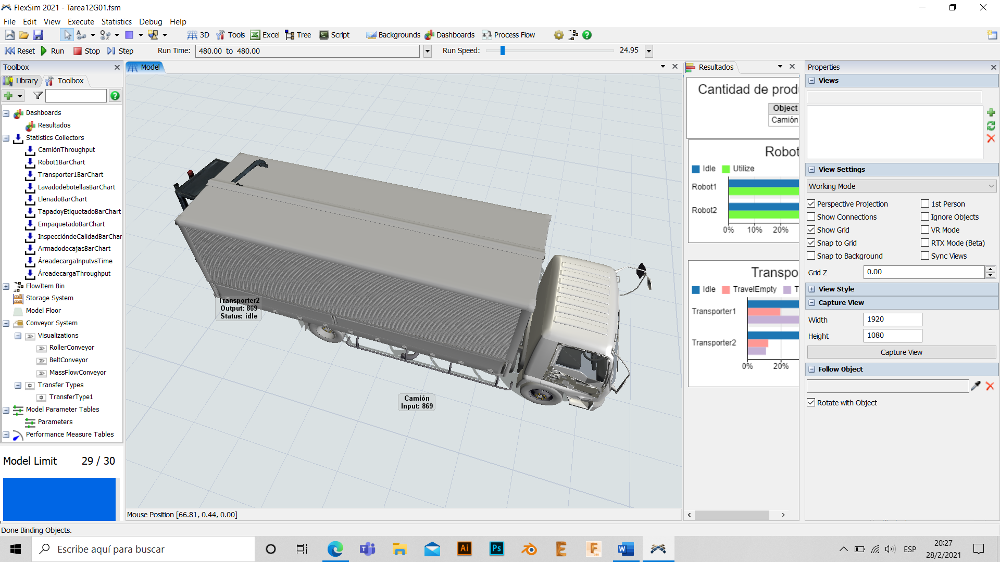 FlexSim 2021 - Tarea12G01.fsm
File Edit View Execute Statistics Debug Help
3D Tools Excel Tree Script Backgrounds Dashboards Process Flow
Reset Run Stop Step Run Time: 480.00 to 480.00 Run Speed: 24.95
Toolbox
Library Toolbox
Dashboards
Resultados
Statistics Collectors
CamiónThroughput
Robot1BarChart
Transporter1BarChart
LavadodebotellasBarChart
LlenadoBarChart
TapadoyEtiquetadoBarChart
EmpaquetadoBarChart
InspeccióndeCalidadBarChar
ArmadodecajasBarChart
ÁreadecargaInputvsTime
ÁreadecargaThroughput
FlowItem Bin
Storage System
Model Floor
Conveyor System
Visualizations
RollerConveyor
BeltConveyor
MassFlowConveyor
Transfer Types
TransferType1
Model Parameter Tables
Parameters
Performance Measure Tables
Model Limit 29 / 30
Model
Transporter2
Output: 869
Status: idle
Camión
Input: 869
Mouse Position [66.81, 0.44, 0.00]
Resultados
Cantidad de prod
Object
Camión
Robot
Idle Utilize
Robot1
Robot2
0% 10% 20%
Transpo
Idle TravelEmpty T
Transporter1
Transporter2
0% 20%
Properties
Views
View Settings
Working Mode
Perspective Projection 1st Person
Show Connections Ignore Objects
Show Grid VR Mode
Snap to Grid RTX Mode (Beta)
Snap to Background Sync Views
Grid Z 0.00
View Style
Capture View
Width 1920
Height 1080
Capture View
Follow Object
Rotate with Object
Done Binding Objects.
Escribe aquí para buscar
Ai
Ps
ESP
20:27
28/2/2021